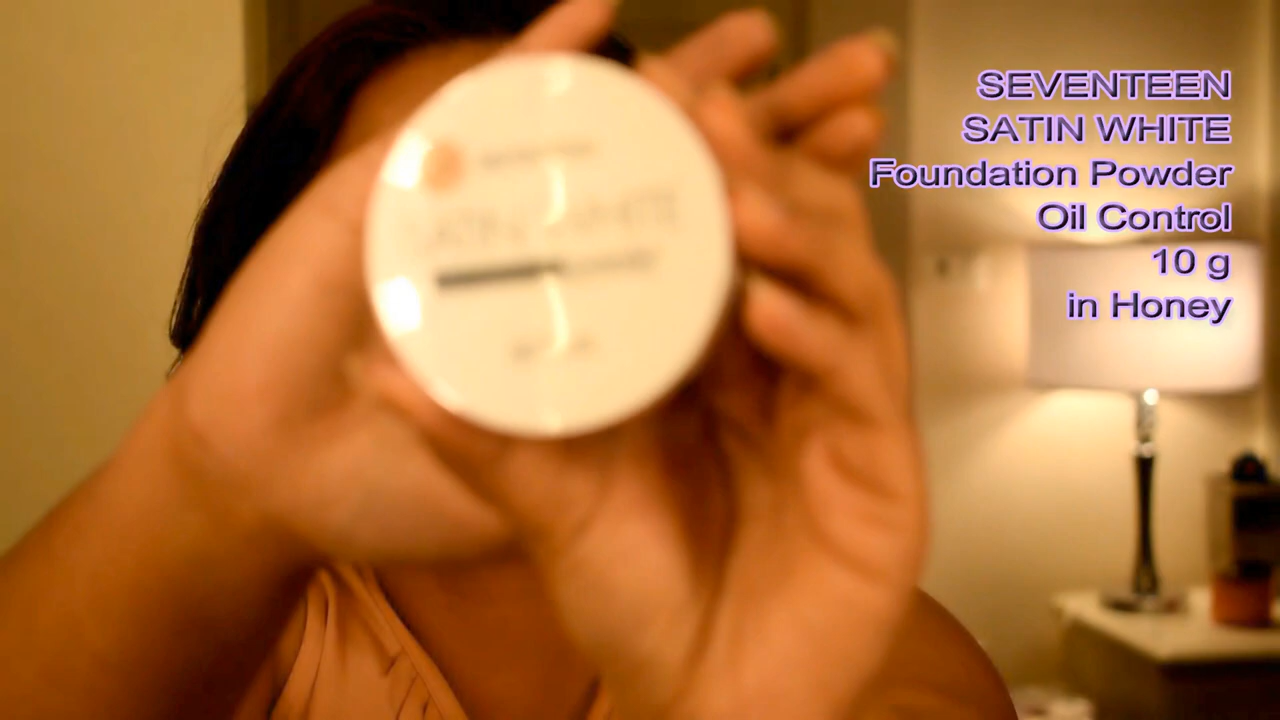 SEVENTEEN
SATIN WHITE
Foundation Powder
Oil Control
10 g
in Honey